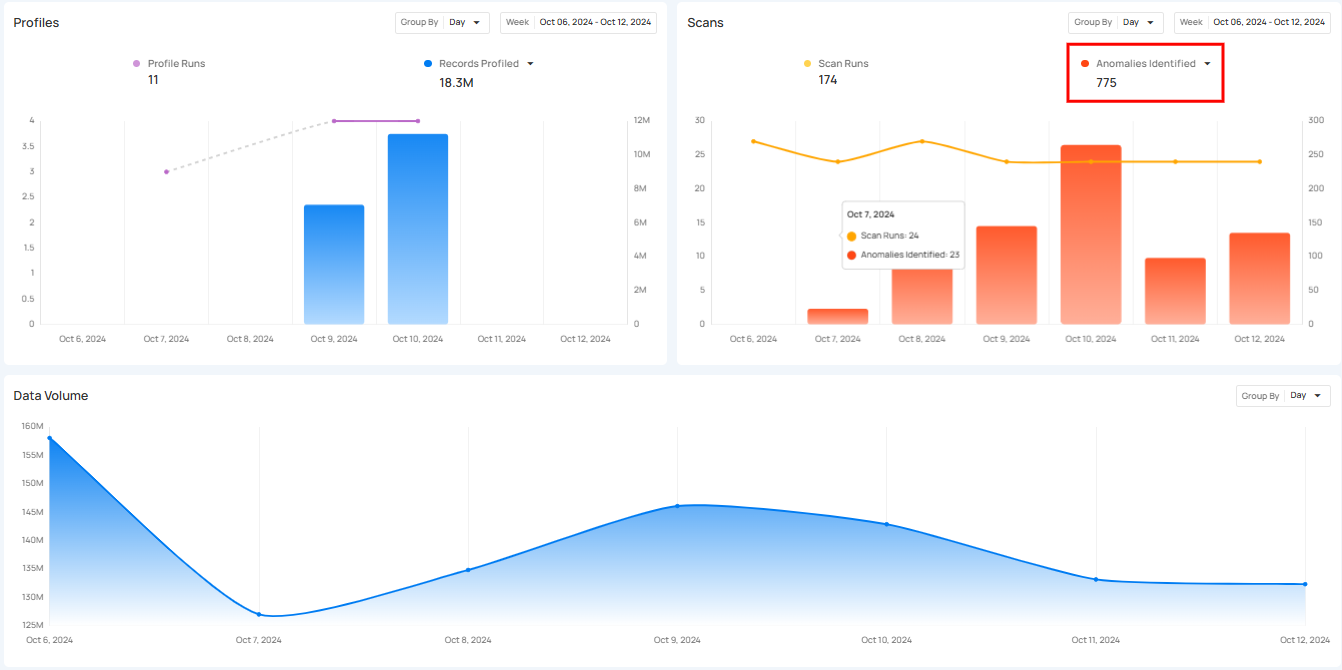 Profiles
Group By Day Week Oct 06, 2024 - Oct 12, 2024
Profile Runs
11
Records Profiled
18.3M
4
3.5
3
2.5
2
1.5
1
0.5
0
12M
10M
8M
6M
4M
2M
0
Oct 6, 2024 Oct 7, 2024 Oct 8, 2024 Oct 9, 2024 Oct 10, 2024 Oct 11, 2024 Oct 12, 2024
Scans
Group By Day Week Oct 06, 2024 - Oct 12, 2024
Scan Runs
174
Anomalies Identified
775
30
25
20
15
10
5
0
Oct 7, 2024
Scan Runs: 24
Anomalies Identified: 23
300
250
200
150
100
50
0
Oct 6, 2024 Oct 7, 2024 Oct 8, 2024 Oct 9, 2024 Oct 10, 2024 Oct 11, 2024 Oct 12, 2024
Data Volume
Group By Day
160M
155M
150M
145M
140M
135M
130M
125M
Oct 6, 2024 Oct 7, 2024 Oct 8, 2024 Oct 9, 2024 Oct 10, 2024 Oct 11, 2024 Oct 12, 2024